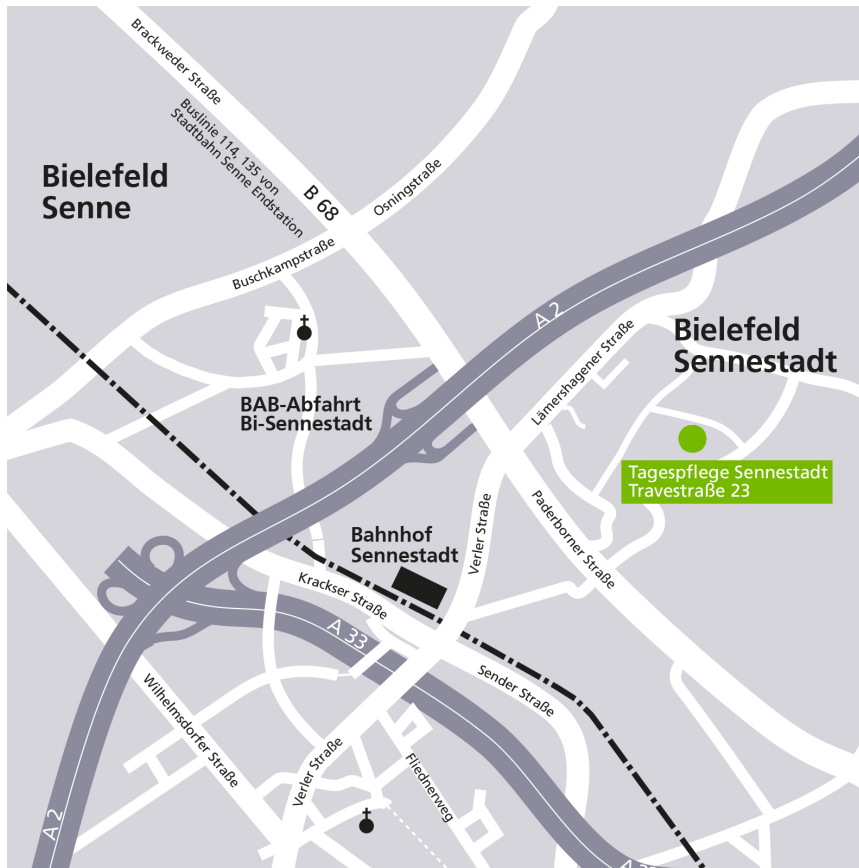 Brackweder Straße
Buslinie 114, 135 von
Stadtbahn Senne Endstation
B 68
Osningstraße
Bielefeld
Senne
Buschkampstraße
A 2
Lämershagener Straße
Bielefeld
Sennestadt
BAB-Abfahrt
Bi-Sennestadt
Tagespflege Sennestadt
Travestraße 23
Paderborner Straße
Verler Straße
Bahnhof
Sennestadt
Krackser Straße
A 33
Sender Straße
Wilhelmsdorfer Straße
Verler Straße
Fliednerweg
A 2